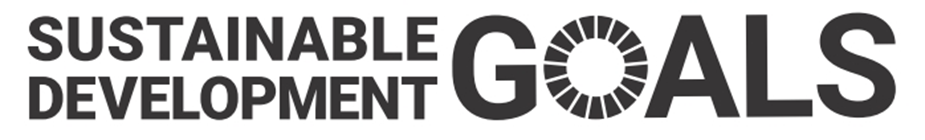 SUSTAINABLE
DEVELOPMENT
GOALS